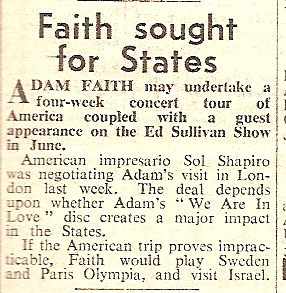 Faith sought
for States
ADAM FAITH may undertake a
four-week concert tour of
America coupled with a guest
appearance on the Ed Sullivan Show
in June.
American impresario Sol Shapiro
was negotiating Adam's visit in Lon-
don last week. The deal depends
upon whether Adam's "We Are In
Love" disc creates a major impact
in the States.
If the American trip proves imprac-
ticable, Faith would play Sweden
and Paris Olympia, and visit Israel.